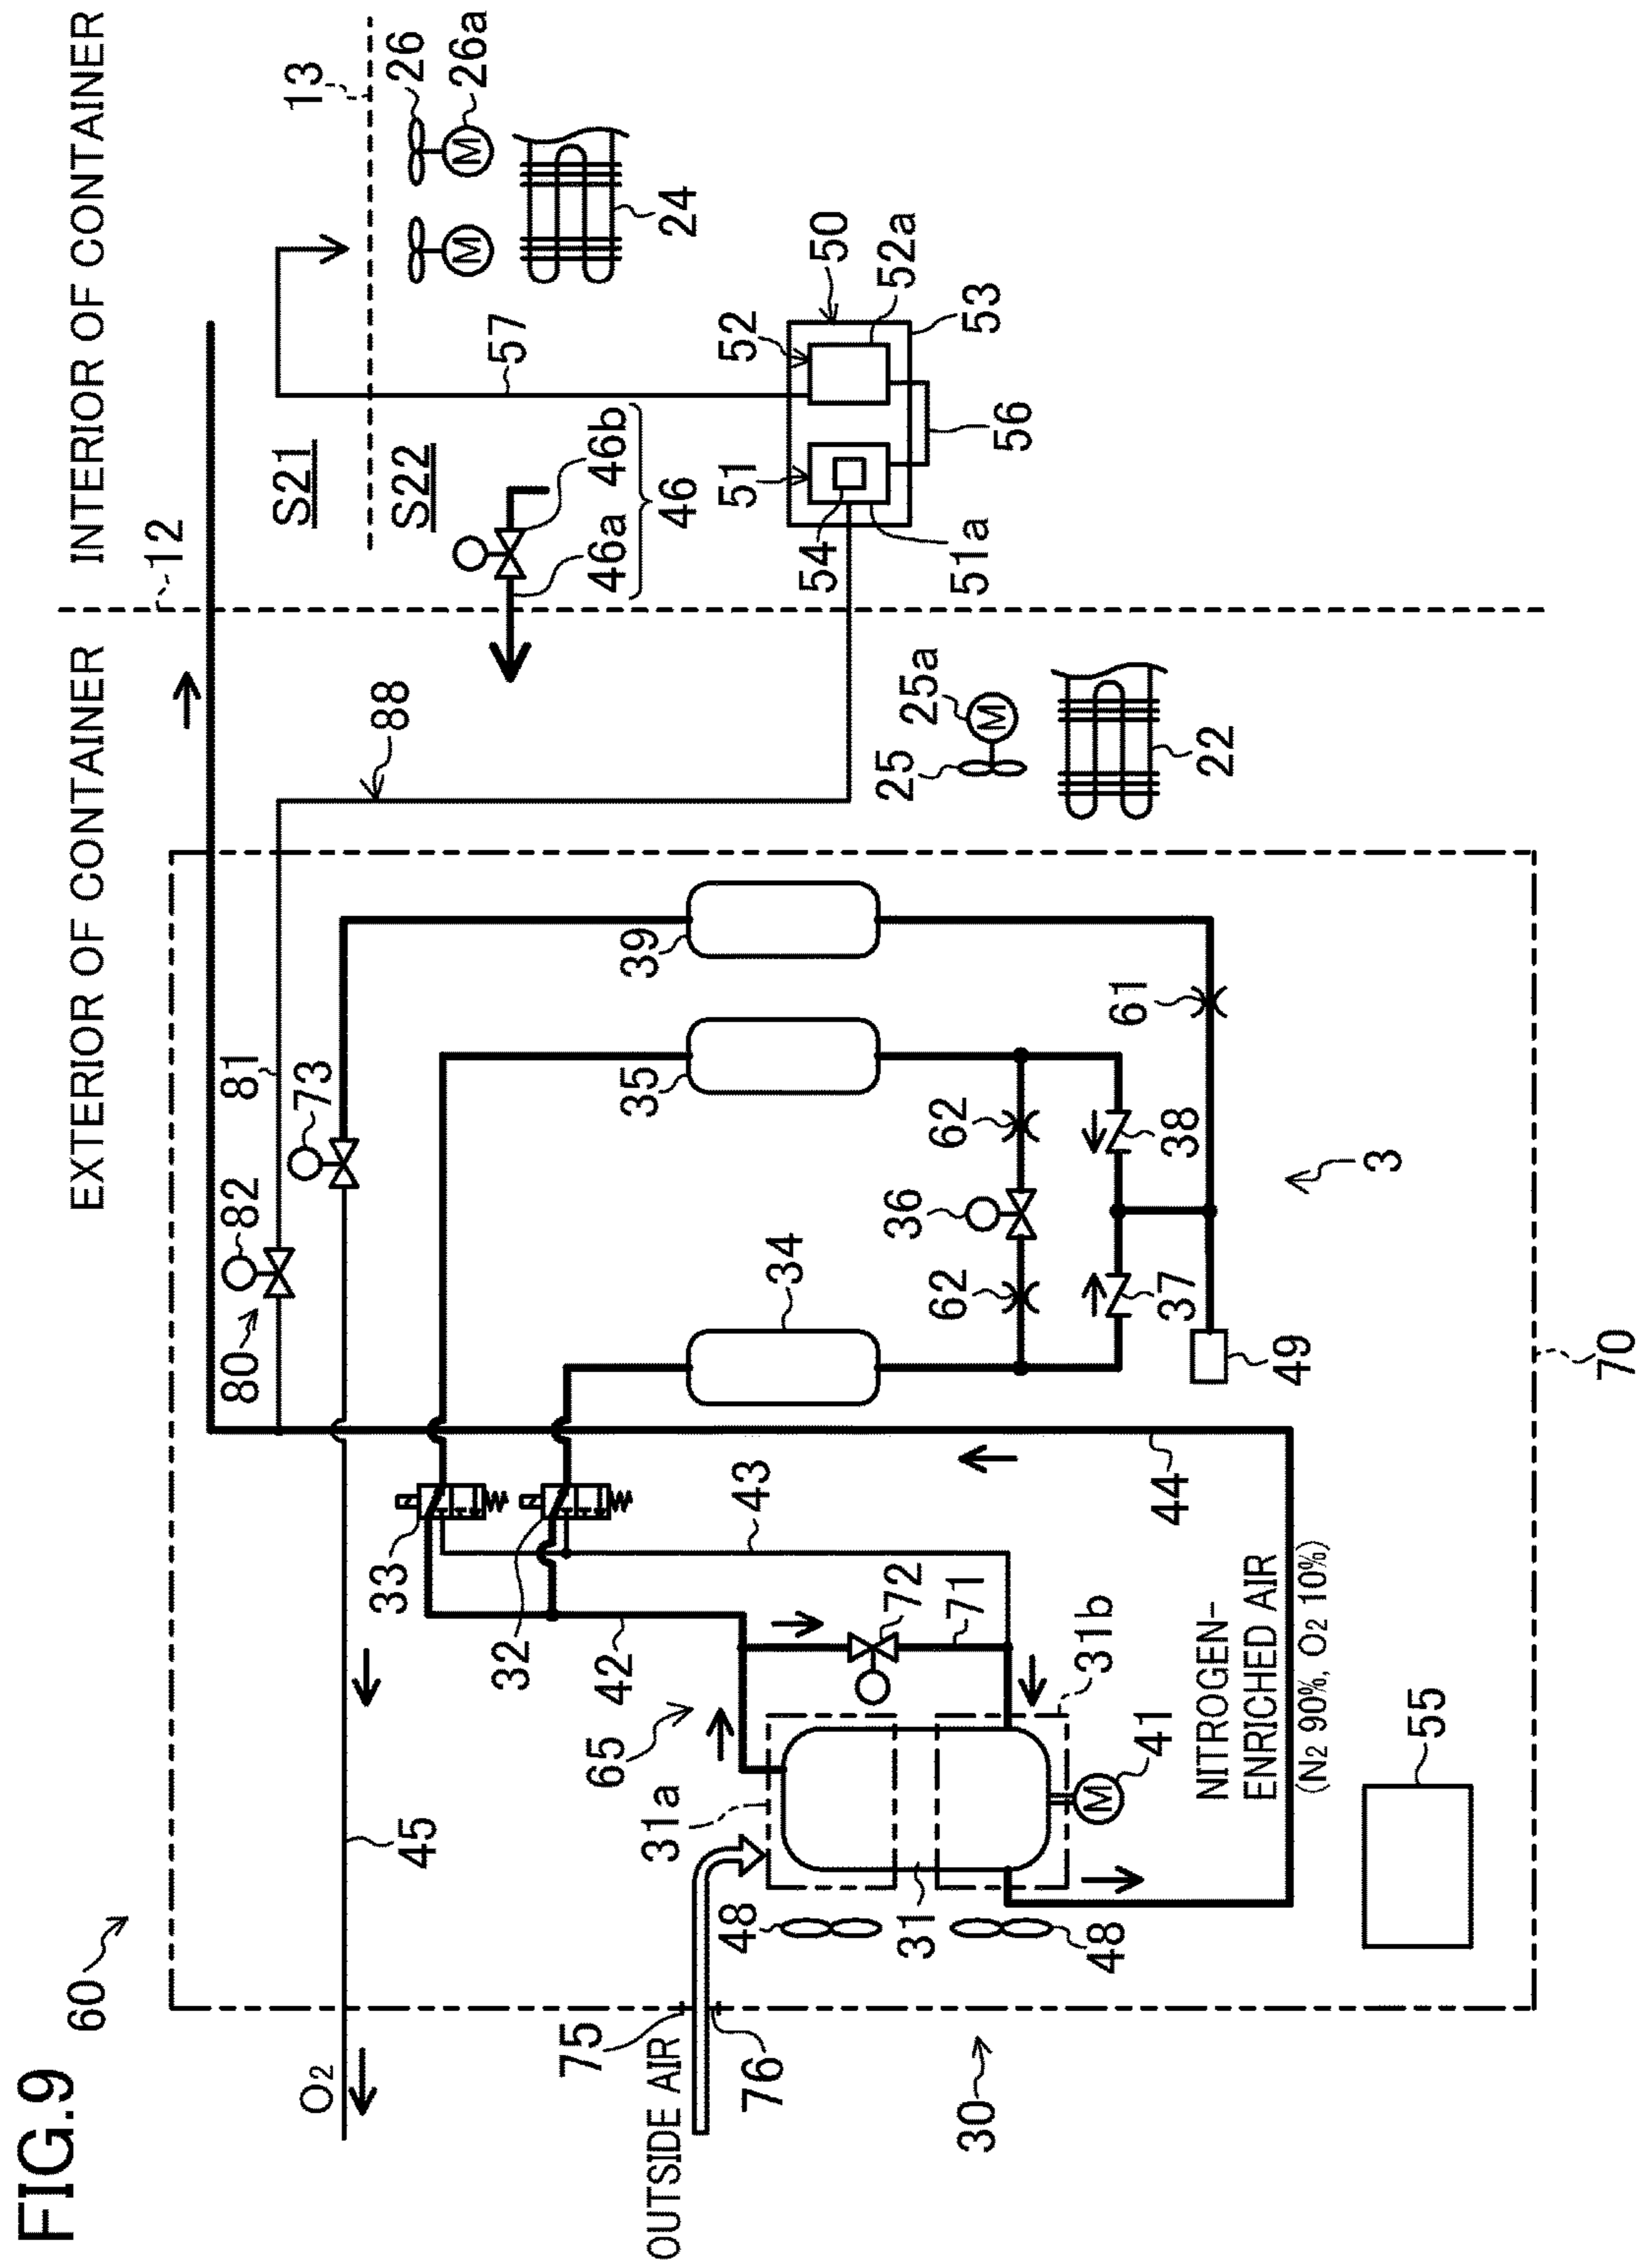 FIG.9
60
30
EXTERIOR OF CONTAINER
INTERIOR OF CONTAINER
12
13
S21
S22
26
26a
24
57
46a
46b
46
50
52
52a
53
51
51a
54
56
88
25
25a
22
81
82
80
73
39
35
34
61
62
62
36
38
37
49
3
70
33
32
43
42
44
72
71
65
31a
31b
31
41
48
48
45
O2
75
76
OUTSIDE AIR
NITROGEN-
ENRICHED AIR
(N2 90%, O2 10%)
55
M
M
M
M